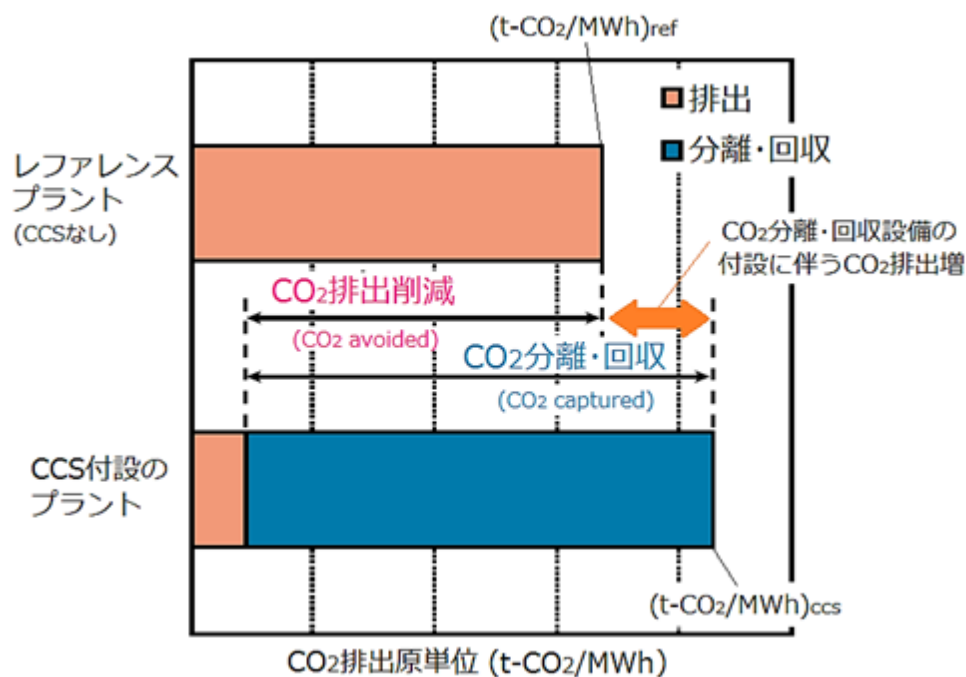 (t-CO₂/MWh)ref
排出
分離・回収
レファレンス
プラント
(CCSなし)
CO₂分離・回収設備の
付設に伴うCO₂排出増
CO₂排出削減
(CO₂ avoided)
CO₂分離・回収
(CO₂ captured)
CCS付設の
プラント
(t-CO₂/MWh)ccs
CO₂排出原単位 (t-CO₂/MWh)